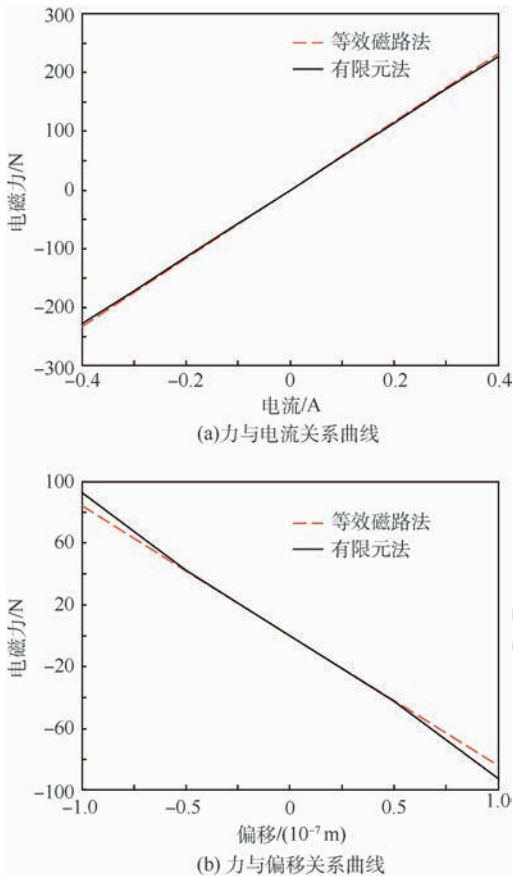 300
等效磁路法
有限元法
200
100
0
-100
-200
-300
电磁力/N
-0.4
-0.2
0
0.2
0.4
电流/A
(a)力与电流关系曲线
100
等效磁路法
有限元法
60
20
-20
-60
-100
电磁力/N
-1.0
-0.5
0
0.5
1.0
偏移/(10⁻⁷ m)
(b) 力与偏移关系曲线